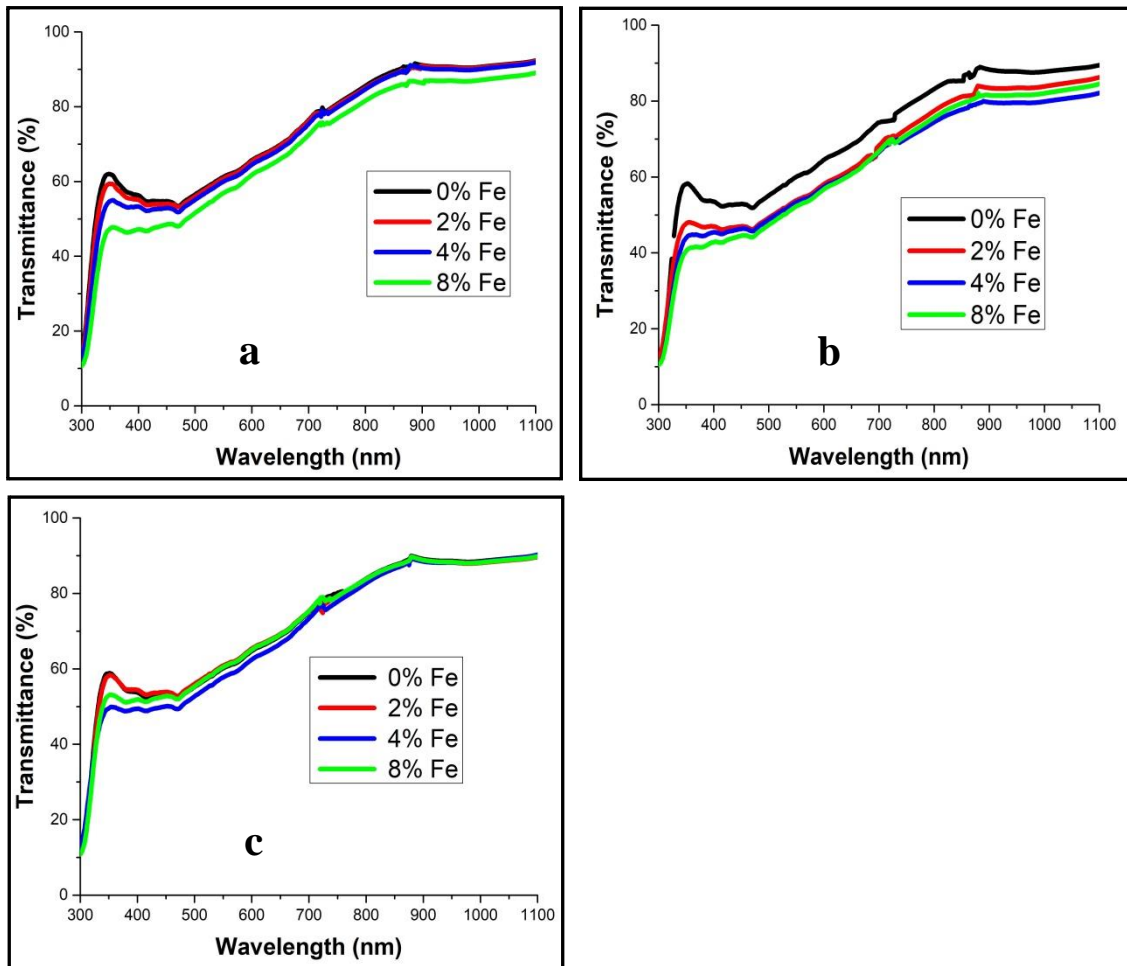 100
80
60
40
20
0
Transmittance (%)
300 400 500 600 700 800 900 1000 1100
Wavelength (nm)
0% Fe
2% Fe
4% Fe
8% Fe
a
100
80
60
40
20
0
Transmittance (%)
300 400 500 600 700 800 900 1000 1100
Wavelength (nm)
0% Fe
2% Fe
4% Fe
8% Fe
b
100
80
60
40
20
0
Transmittance (%)
300 400 500 600 700 800 900 1000 1100
Wavelength (nm)
0% Fe
2% Fe
4% Fe
8% Fe
c